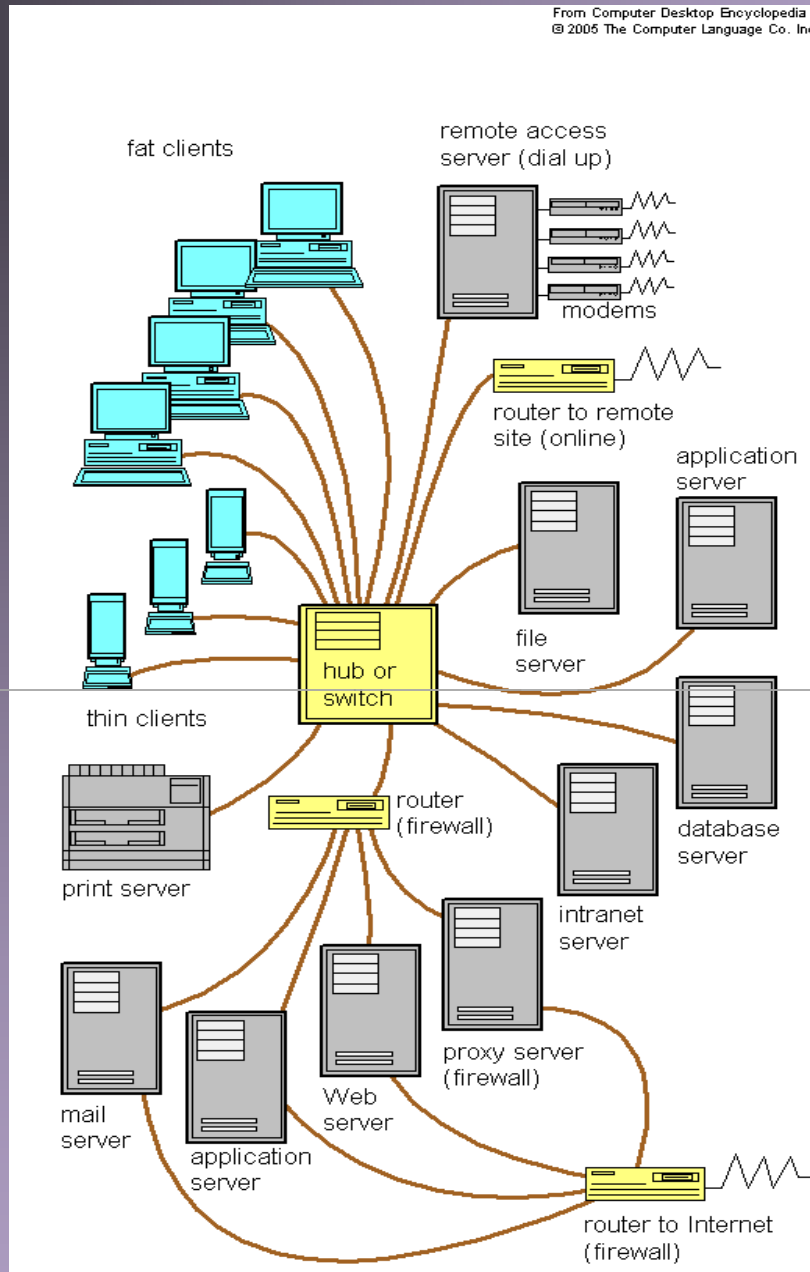 From Computer Desktop Encyclopedia
© 2005 The Computer Language Co. Inc
fat clients
remote access
server (dial up)
modems
router to remote
site (online)
application
server
file
server
hub or
switch
thin clients
router
(firewall)
database
server
print server
intranet
server
proxy server
(firewall)
Web
server
mail
server
application
server
router to Internet
(firewall)